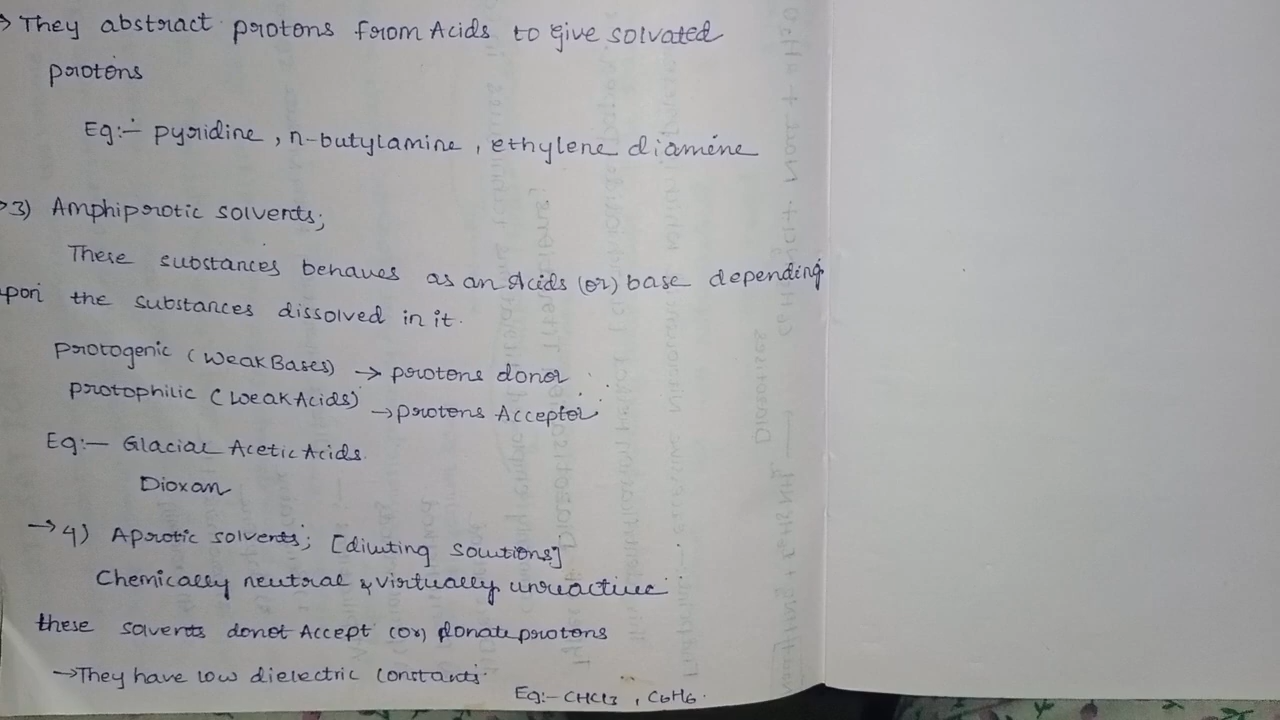 → They abstract protons from Acids to give solvated
protons
Eg:- pyridine, n-butylamine, ethylene diamine
→3) Amphiprotic solvents;
These substances behaves as an Acids (or) base depending
upon the substances dissolved in it.
Protogenic (Weak Bases) → protons donor
Protophilic (Weak Acids) → protons Acceptor
Eg:- Glacial Acetic Acids.
Dioxan
→4) Aprotic solvents; [diluting solutions]
Chemically neutral & virtually unreactive.
these solvents donot Accept (or) donate protons
→They have low dielectric constants.
Eg:- CHCl3, C6H6.